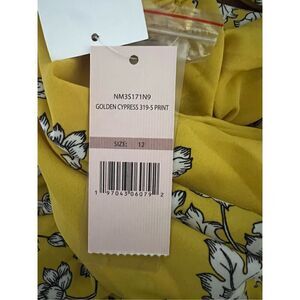 NM3S171N9
GOLDEN CYPRESS 319-S PRINT
SIZE: 12
1 97043 06079 2